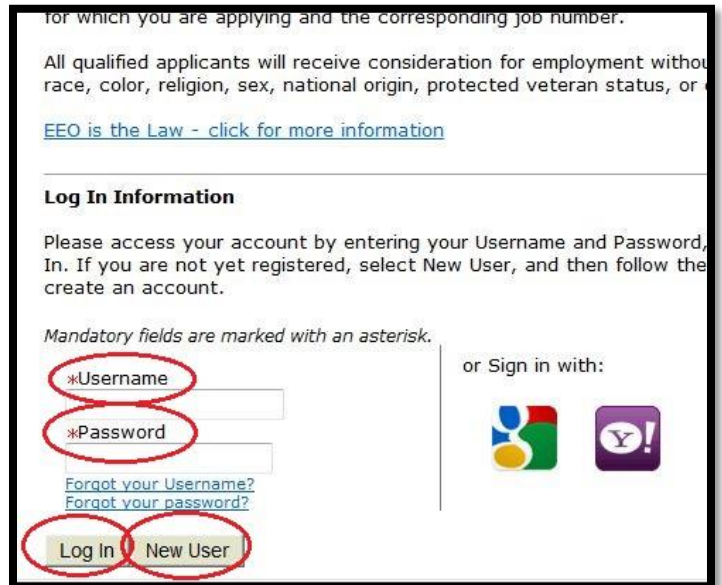 for which you are applying and the corresponding job number.
All qualified applicants will receive consideration for employment
race, color, religion, sex, national origin, protected veteran status, or
EEO is the Law - click for more information
Log In Information
Please access your account by entering your Username and Password,
In. If you are not yet registered, select New User, and then follow the
create an account.
Mandatory fields are marked with an asterisk.
*Username
or Sign in with:
*Password
Y!
Forgot your Username?
Forgot your password?
Log In New User